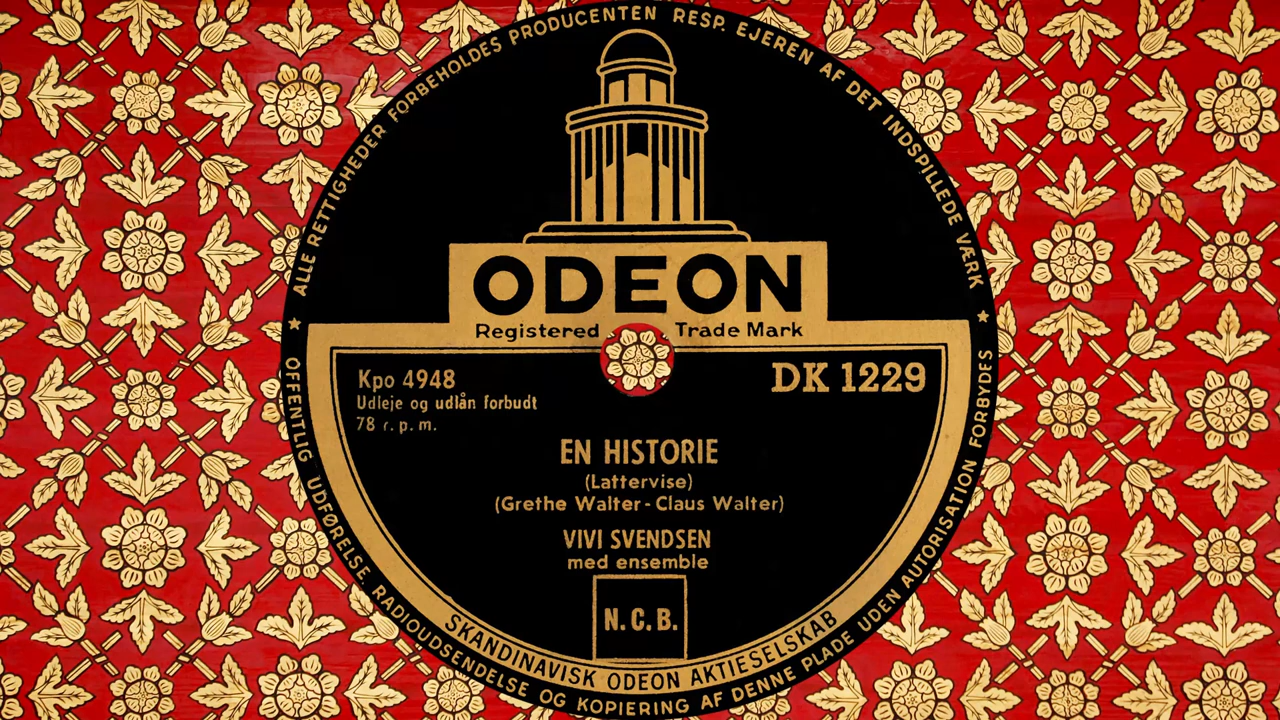 ALLE RETTIGHEDER FORBEHOLDES PRODUCENTEN RESP. EJEREN AF DET INDSPILLEDE VÆRK
ODEON
Registered Trade Mark
Kpo 4948
DK 1229
Udleje og udlån forbudt
78 r. p. m.
EN HISTORIE
(Lattervise)
(Grethe Walter - Claus Walter)
VIVI SVENDSEN
med ensemble
N. C. B.
SKANDINAVISK ODEON AKTIESELSKAB
OFFENTLIG UDFØRELSE RADIOUDSENDELSE OG KOPIERING AF DENNE PLADE UDEN AUTORISATION FORBYDES